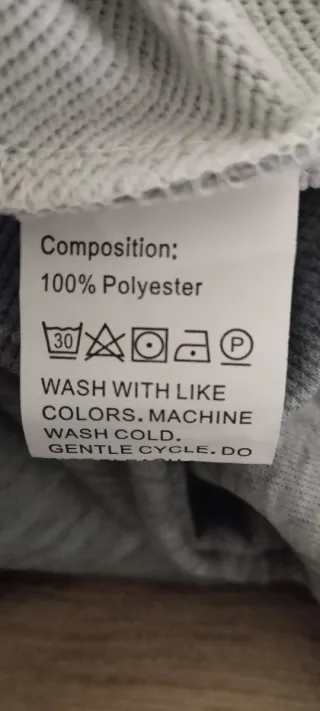 Composition:
100% Polyester
30 P
WASH WITH LIKE
COLORS. MACHINE
WASH COLD.
GENTLE CYCLE. DO